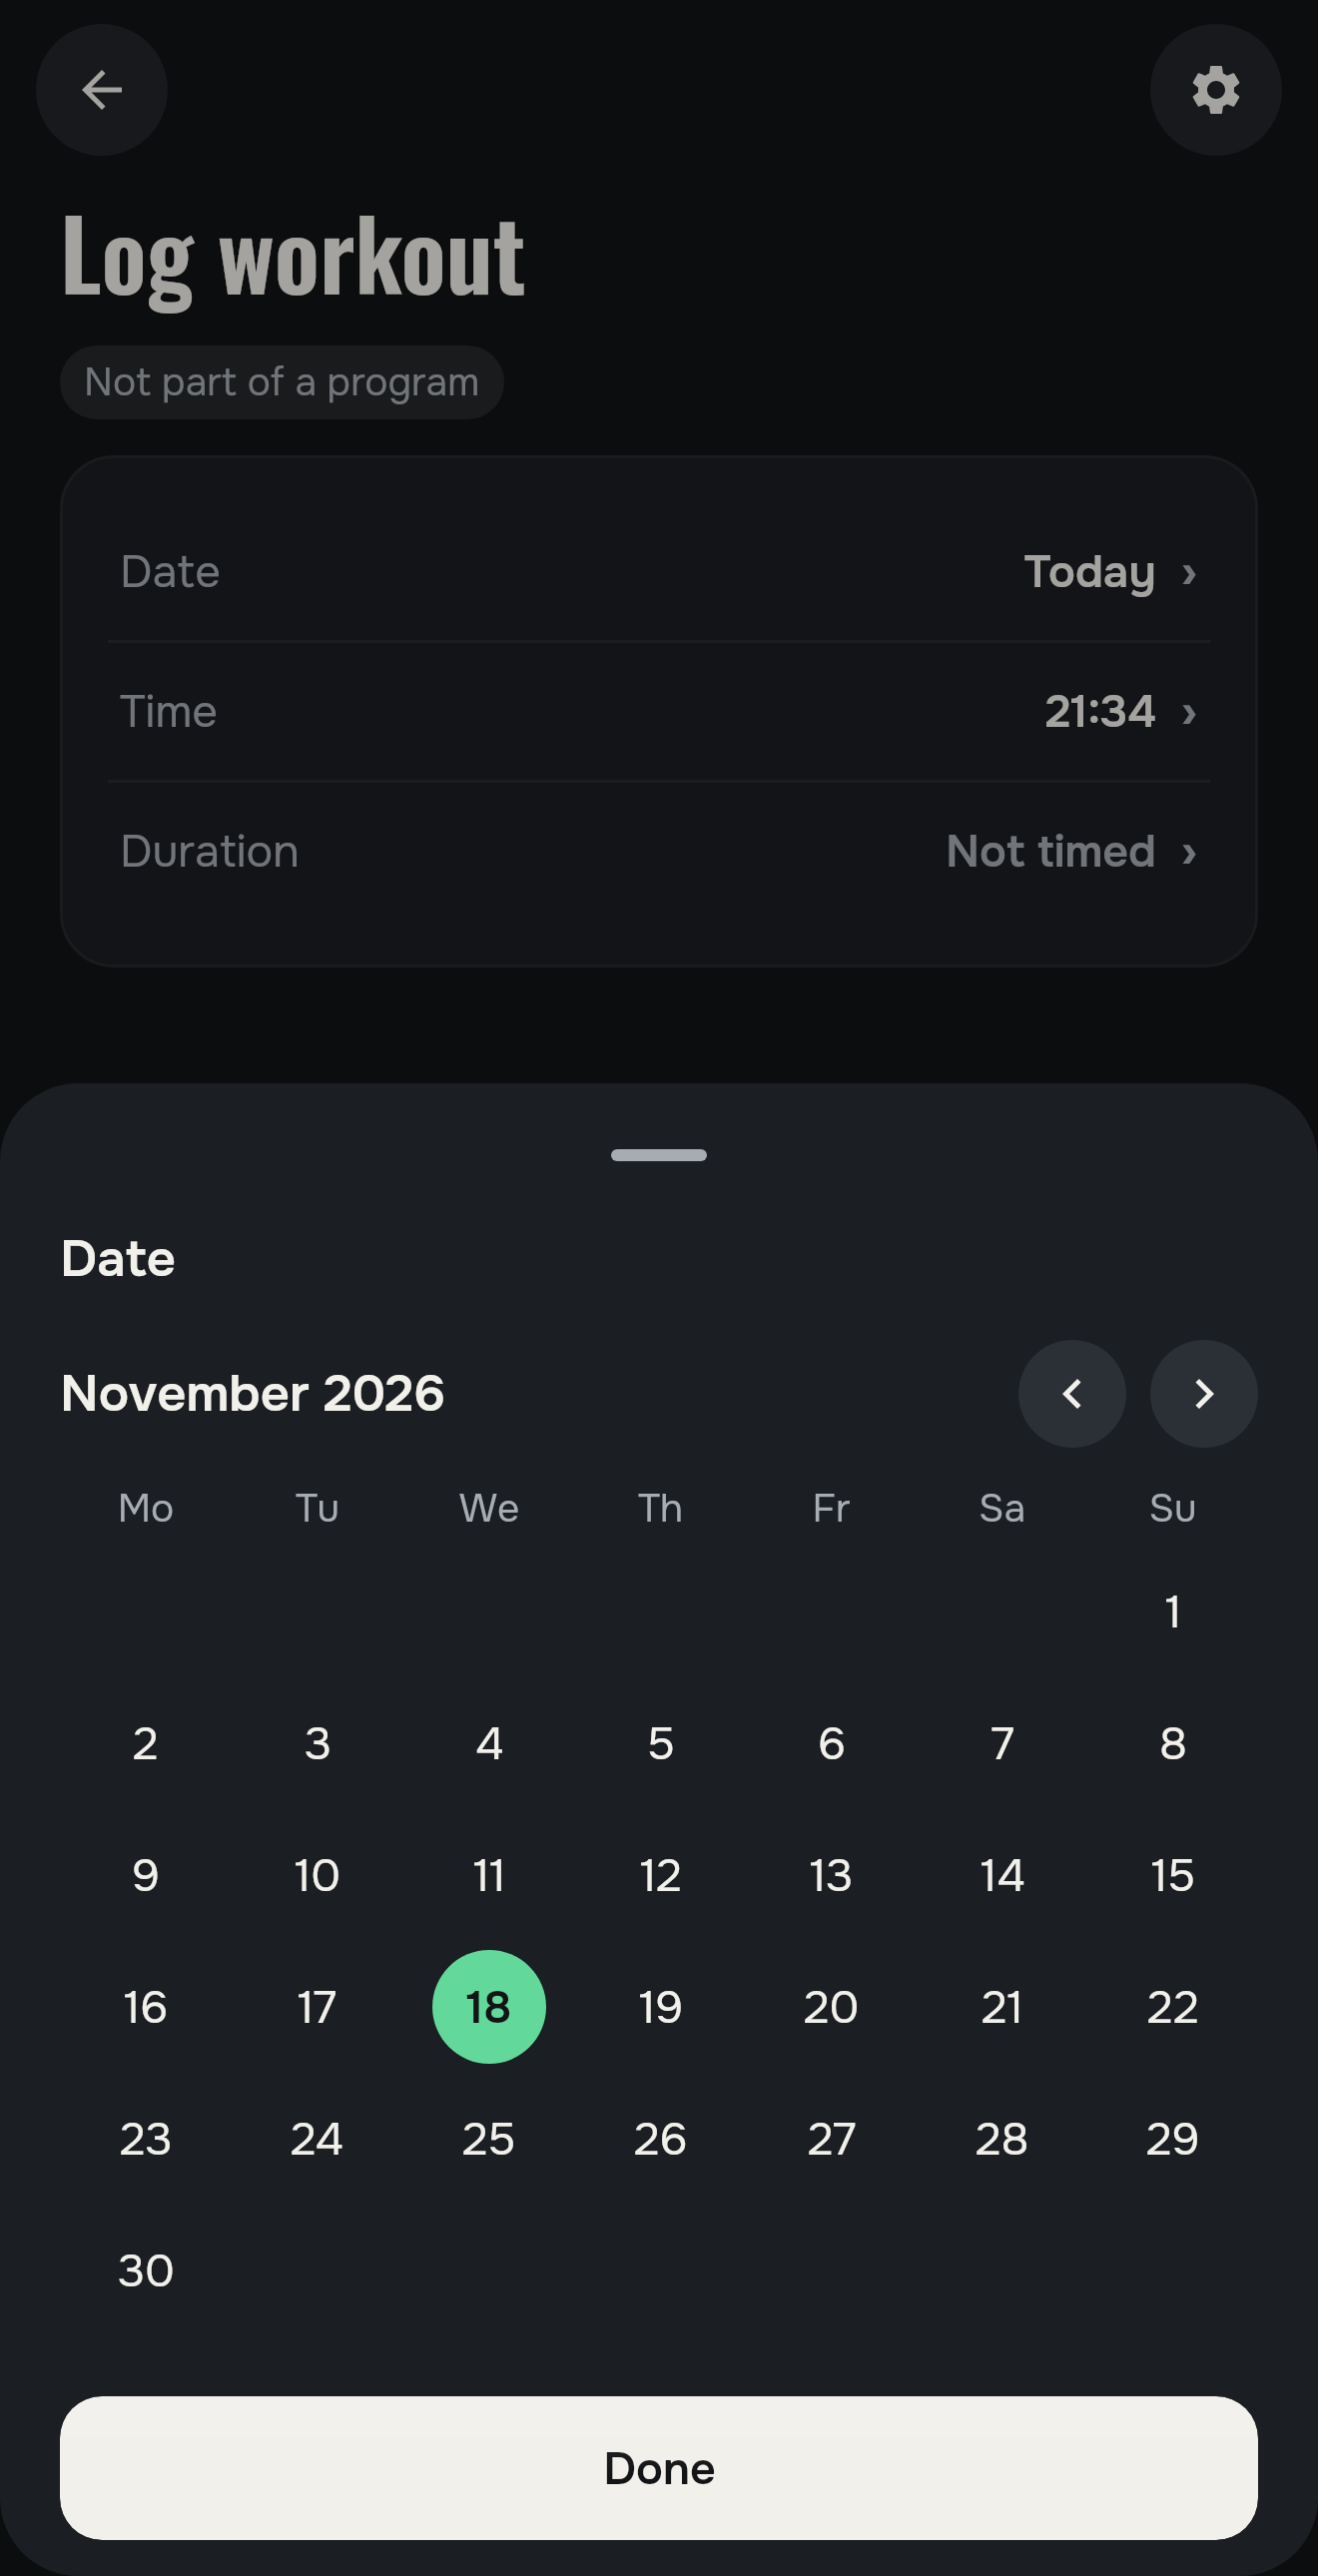 Log workout
Not part of a program
Date Today ›
Time 21:34 ›
Duration Not timed ›
Date
November 2026
Mo Tu We Th Fr Sa Su
1
2 3 4 5 6 7 8
9 10 11 12 13 14 15
16 17 18 19 20 21 22
23 24 25 26 27 28 29
30
Done